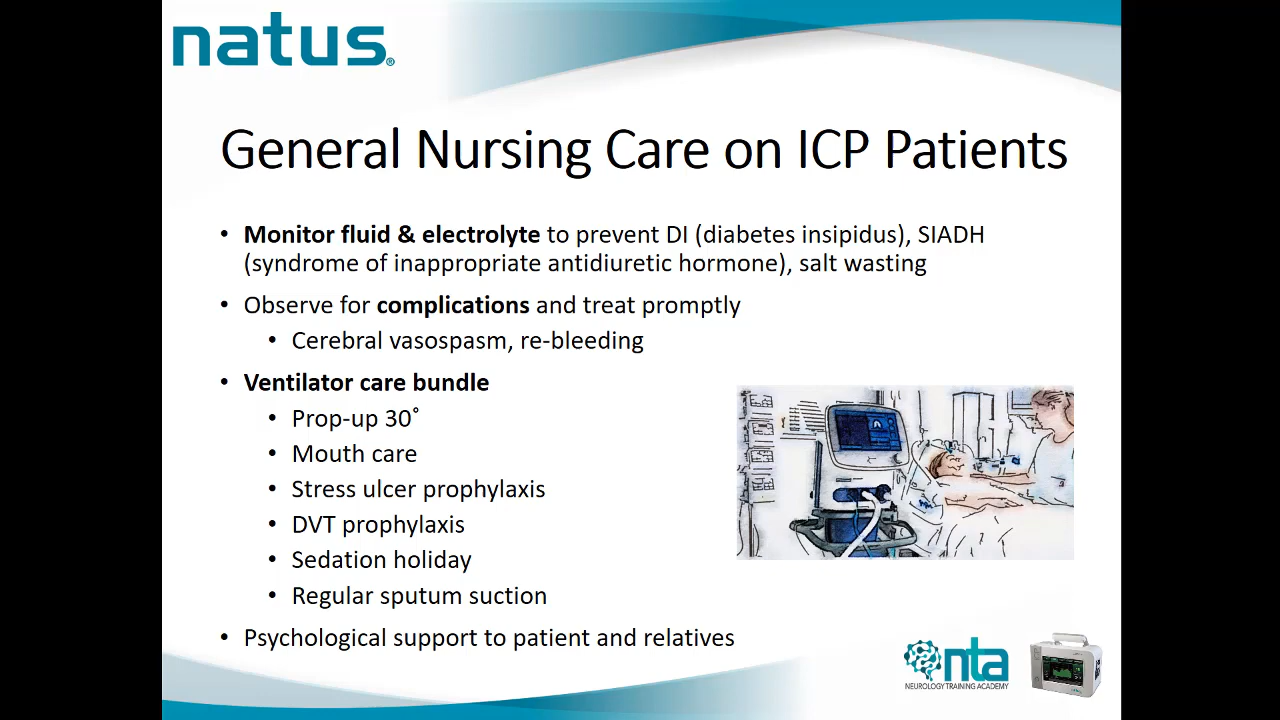 natus®
General Nursing Care on ICP Patients
• Monitor fluid & electrolyte to prevent DI (diabetes insipidus), SIADH
(syndrome of inappropriate antidiuretic hormone), salt wasting
• Observe for complications and treat promptly
• Cerebral vasospasm, re-bleeding
• Ventilator care bundle
• Prop-up 30˚
• Mouth care
• Stress ulcer prophylaxis
• DVT prophylaxis
• Sedation holiday
• Regular sputum suction
• Psychological support to patient and relatives
nta
NEUROLOGY TRAINING ACADEMY